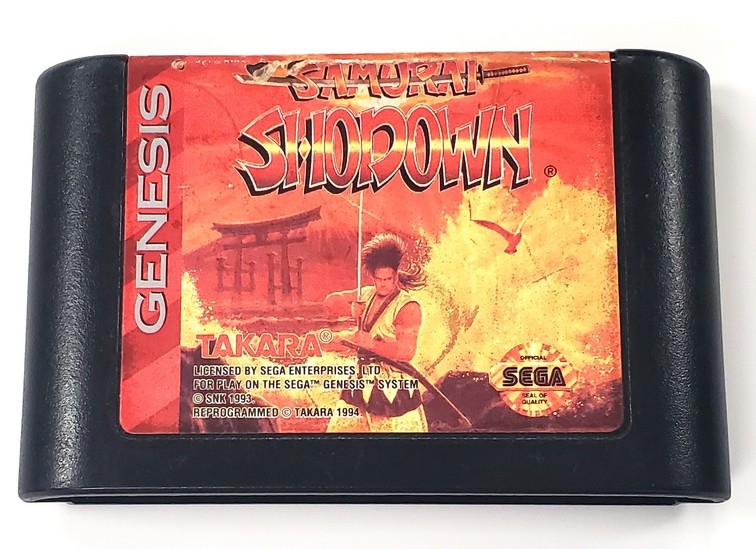 GENESIS
SAMURAI
SHODOWN ®
TAKARA®
LICENSED BY SEGA ENTERPRISES, LTD.
FOR PLAY ON THE SEGA™ GENESIS™ SYSTEM
© SNK 1993.
REPROGRAMMED © TAKARA 1994
OFFICIAL
SEGA
SEAL OF
QUALITY